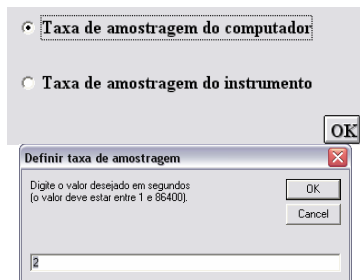 Taxa de amostragem do computador
Taxa de amostragem do instrumento
OK
Definir taxa de amostragem
Digite o valor desejado em segundos
(o valor deve estar entre 1 e 86400).
OK
Cancel
2